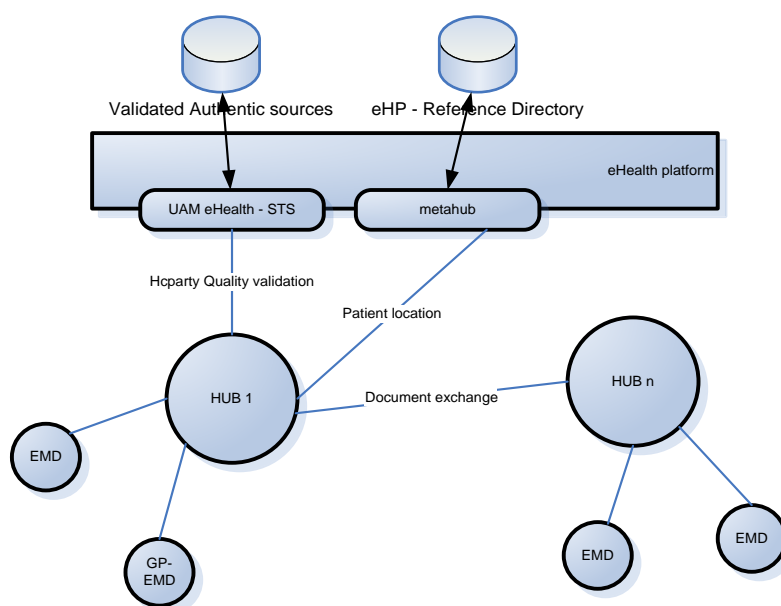 Validated Authentic sources
eHP - Reference Directory
eHealth platform
UAM eHealth - STS
metahub
Hcparty Quality validation
Patient location
HUB 1
Document exchange
HUB n
EMD
GP-
EMD
EMD
EMD